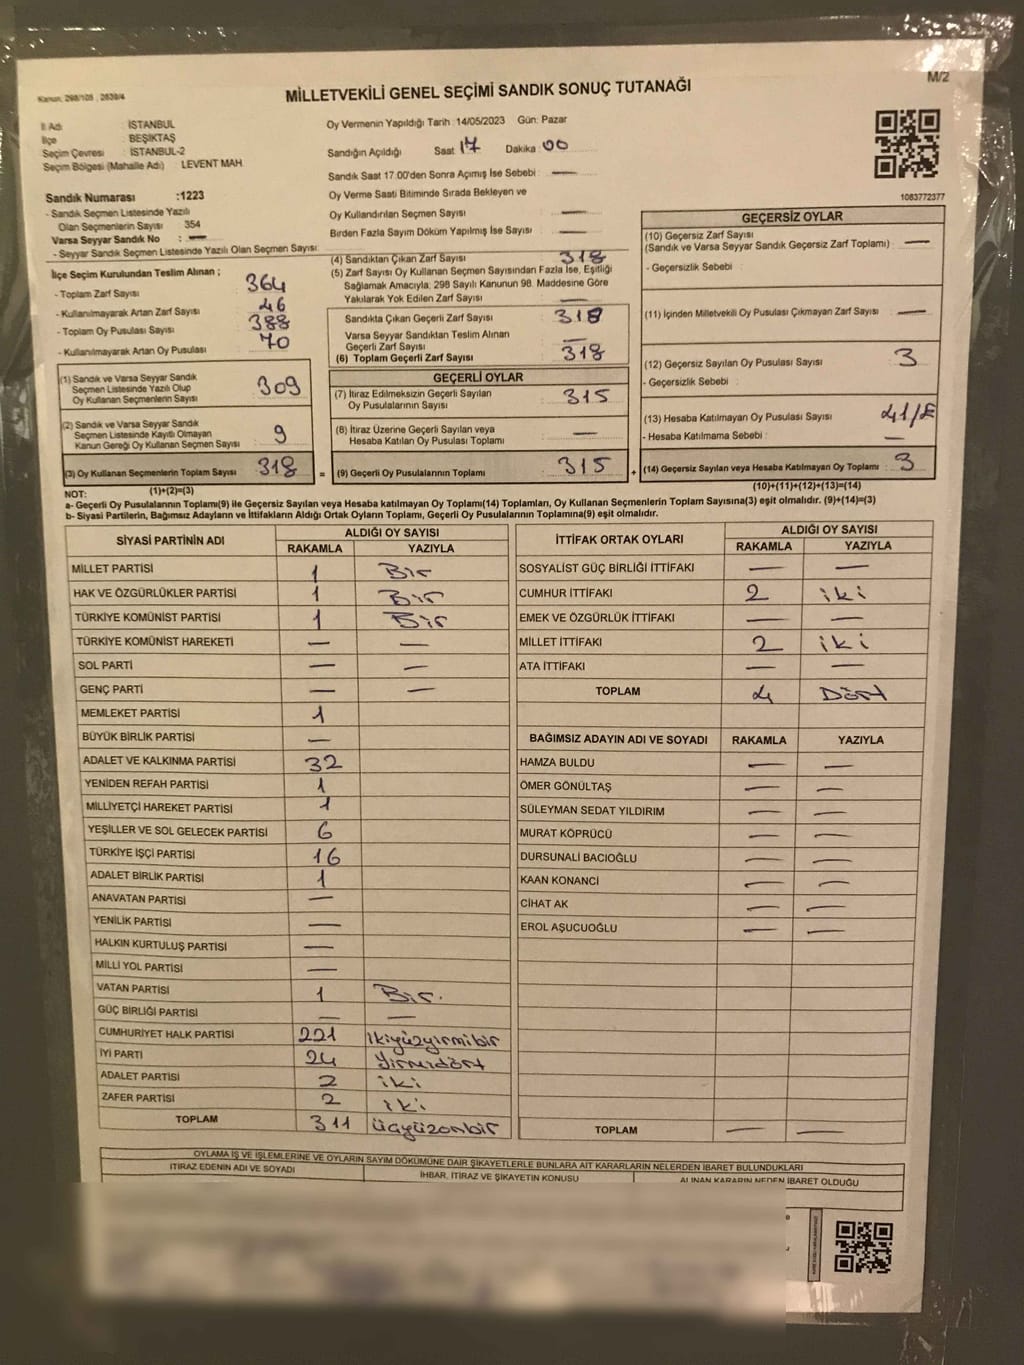 M/2
Kanun: 298/105 ; 2839/4
MİLLETVEKİLİ GENEL SEÇİMİ SANDIK SONUÇ TUTANAĞI
İl Adı : İSTANBUL
İlçe : BEŞİKTAŞ
Seçim Çevresi : İSTANBUL-2
Seçim Bölgesi (Mahalle Adı) : LEVENT MAH.
Sandık Numarası :1223
- Sandık Seçmen Listesinde Yazılı
Olan Seçmenlerin Sayısı 354
Varsa Seyyar Sandık No : —
- Seyyar Sandık Seçmen Listesinde Yazılı Olan Seçmen Sayısı:
Oy Vermenin Yapıldığı Tarih :14/05/2023 Gün: Pazar
Sandığın Açıldığı Saat 17 Dakika :00
Sandık Saat 17.00'den Sonra Açımış İse Sebebi : —
Oy Verme Saati Bitiminde Sırada Bekleyen ve
Oy Kullandırılan Seçmen Sayısı —
Birden Fazla Sayım Döküm Yapılmış İse Sayısı : —
1083772377
İlçe Seçim Kurulundan Teslim Alınan ;
- Toplam Zarf Sayısı 364
- Kullanılmayarak Artan Zarf Sayısı : 46
- Toplam Oy Pusulası Sayısı : 388
- Kullanılmayarak Artan Oy Pusulası : 70
(4) Sandıktan Çıkan Zarf Sayısı : 318
(5) Zarf Sayısı Oy Kullanan Seçmen Sayısından Fazla İse, Eşitliği
Sağlamak Amacıyla; 298 Sayılı Kanunun 98. Maddesine Göre
Yakılarak Yok Edilen Zarf Sayısı : —
Sandıkta Çıkan Geçerli Zarf Sayısı : 318
Varsa Seyyar Sandıktan Teslim Alınan
Geçerli Zarf Sayısı : —
(6) Toplam Geçerli Zarf Sayısı : 318
GEÇERSİZ OYLAR
(10) Geçersiz Zarf Sayısı :
(Sandık ve Varsa Seyyar Sandık Geçersiz Zarf Toplamı) : —
- Geçersizlik Sebebi :
(11) İçinden Milletvekili Oy Pusulası Çıkmayan Zarf Sayısı : —
(12) Geçersiz Sayılan Oy Pusulası Sayısı : 3
- Geçersizlik Sebebi :
(13) Hesaba Katılmayan Oy Pusulası Sayısı :
- Hesaba Katılmama Sebebi : —
(14) Geçersiz Sayılan veya Hesaba Katılmayan Oy Toplamı : 3
(10)+(11)+(12)+(13)=(14)
(1) Sandık ve Varsa Seyyar Sandık
Seçmen Listesinde Yazılı Olup
Oy Kullanan Seçmenlerin Sayısı : 309
(2) Sandık ve Varsa Seyyar Sandık
Seçmen Listesinde Kayıtlı Olmayan
Kanun Gereği Oy Kullanan Seçmen Sayısı : 9
(3) Oy Kullanan Seçmenlerin Toplam Sayısı : 318 =
(1)+(2)=(3)
GEÇERLİ OYLAR
(7) İtiraz Edilmeksizin Geçerli Sayılan
Oy Pusulalarının Sayısı : 315
(8) İtiraz Üzerine Geçerli Sayılan veya
Hesaba Katılan Oy Pusulası Toplamı : —
(9) Geçerli Oy Pusulalarının Toplamı : 315 +
NOT:
a- Geçerli Oy Pusulalarının Toplamı(9) ile Geçersiz Sayılan veya Hesaba katılmayan Oy Toplamı(14) Toplamları, Oy Kullanan Seçmenlerin Toplam Sayısına(3) eşit olmalıdır. (9)+(14)=(3)
b- Siyasi Partilerin, Bağımsız Adayların ve İttifakların Aldığı Ortak Oyların Toplamı, Geçerli Oy Pusulalarının Toplamına(9) eşit olmalıdır.
SİYASİ PARTİNİN ADI ALDIĞI OY SAYISI
RAKAMLA YAZIYLA
MİLLET PARTİSİ 1 Bir
HAK VE ÖZGÜRLÜKLER PARTİSİ 1 Bir
TÜRKİYE KOMÜNİST PARTİSİ 1 Bir
TÜRKİYE KOMÜNİST HAREKETİ — —
SOL PARTİ — —
GENÇ PARTİ — —
MEMLEKET PARTİSİ 1
BÜYÜK BİRLİK PARTİSİ —
ADALET VE KALKINMA PARTİSİ 32
YENİDEN REFAH PARTİSİ 1
MİLLİYETÇİ HAREKET PARTİSİ 1
YEŞİLLER VE SOL GELECEK PARTİSİ 6
TÜRKİYE İŞÇİ PARTİSİ 16
ADALET BİRLİK PARTİSİ 1
ANAVATAN PARTİSİ —
YENİLİK PARTİSİ —
HALKIN KURTULUŞ PARTİSİ —
MİLLİ YOL PARTİSİ —
VATAN PARTİSİ 1 Bir.
GÜÇ BİRLİĞİ PARTİSİ — —
CUMHURİYET HALK PARTİSİ 221 ikiyüzyirmibir
İYİ PARTİ 24 Yirmidört
ADALET PARTİSİ 2 iki
ZAFER PARTİSİ 2 iki
TOPLAM 311 üçyüzonbir
İTTİFAK ORTAK OYLARI ALDIĞI OY SAYISI
RAKAMLA YAZIYLA
SOSYALİST GÜÇ BİRLİĞİ İTTİFAKI — —
CUMHUR İTTİFAKI 2 iki
EMEK VE ÖZGÜRLÜK İTTİFAKI — —
MİLLET İTTİFAKI 2 iki
ATA İTTİFAKI — —
TOPLAM 4 Dört
BAĞIMSIZ ADAYIN ADI VE SOYADI RAKAMLA YAZIYLA
HAMZA BULDU — —
ÖMER GÖNÜLTAŞ — —
SÜLEYMAN SEDAT YILDIRIM — —
MURAT KÖPRÜCÜ — —
DURSUNALİ BACIOĞLU — —
KAAN KONANCİ — —
CİHAT AK — —
EROL AŞUCUOĞLU — —
TOPLAM — —
OYLAMA İŞ VE İŞLEMLERİNE VE OYLARIN SAYIM DÖKÜMÜNE DAİR ŞİKAYETLERLE BUNLARA AİT KARARLARIN NELERDEN İBARET BULUNDUKLARI
İTİRAZ EDENİN ADI VE SOYADI İHBAR, İTİRAZ VE ŞİKAYETİN KONUSU ALINAN KARARIN NEDEN İBARET OLDUĞU